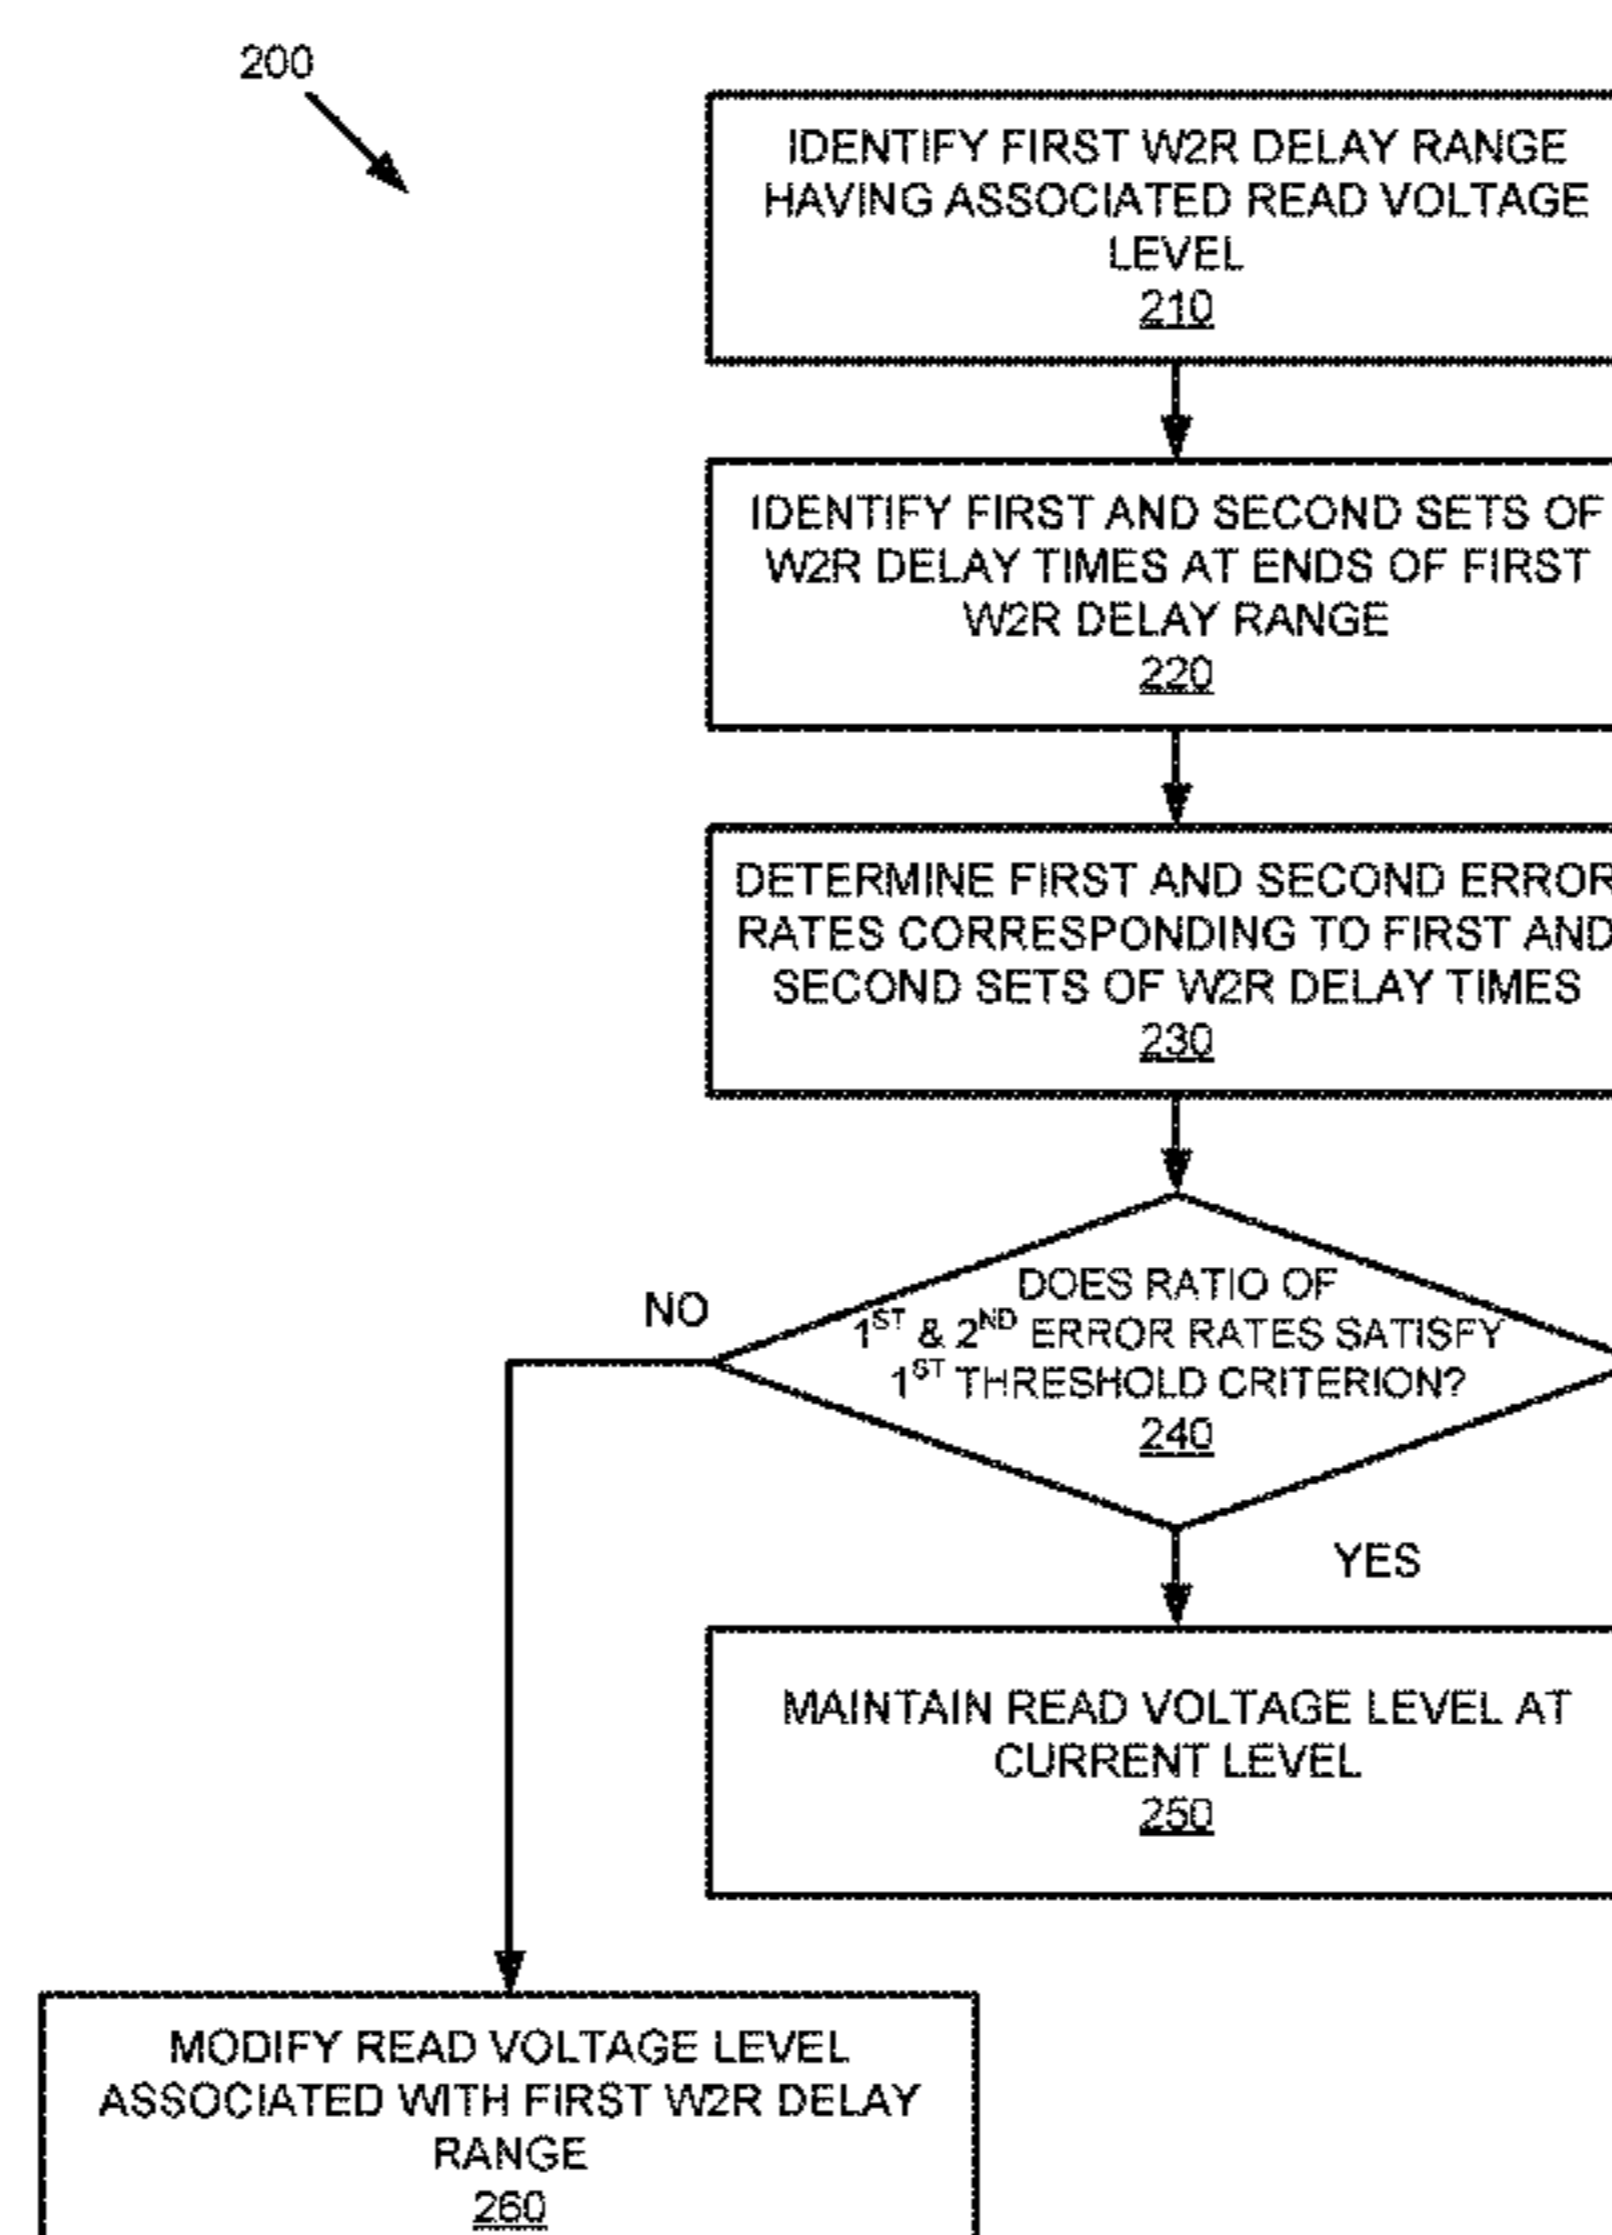 200
IDENTIFY FIRST W2R DELAY RANGE
HAVING ASSOCIATED READ VOLTAGE
LEVEL
210
IDENTIFY FIRST AND SECOND SETS OF
W2R DELAY TIMES AT ENDS OF FIRST
W2R DELAY RANGE
220
DETERMINE FIRST AND SECOND ERROR
RATES CORRESPONDING TO FIRST AND
SECOND SETS OF W2R DELAY TIMES
230
DOES RATIO OF
1ST & 2ND ERROR RATES SATISFY
1ST THRESHOLD CRITERION?
240
NO
YES
MAINTAIN READ VOLTAGE LEVEL AT
CURRENT LEVEL
250
MODIFY READ VOLTAGE LEVEL
ASSOCIATED WITH FIRST W2R DELAY
RANGE
260